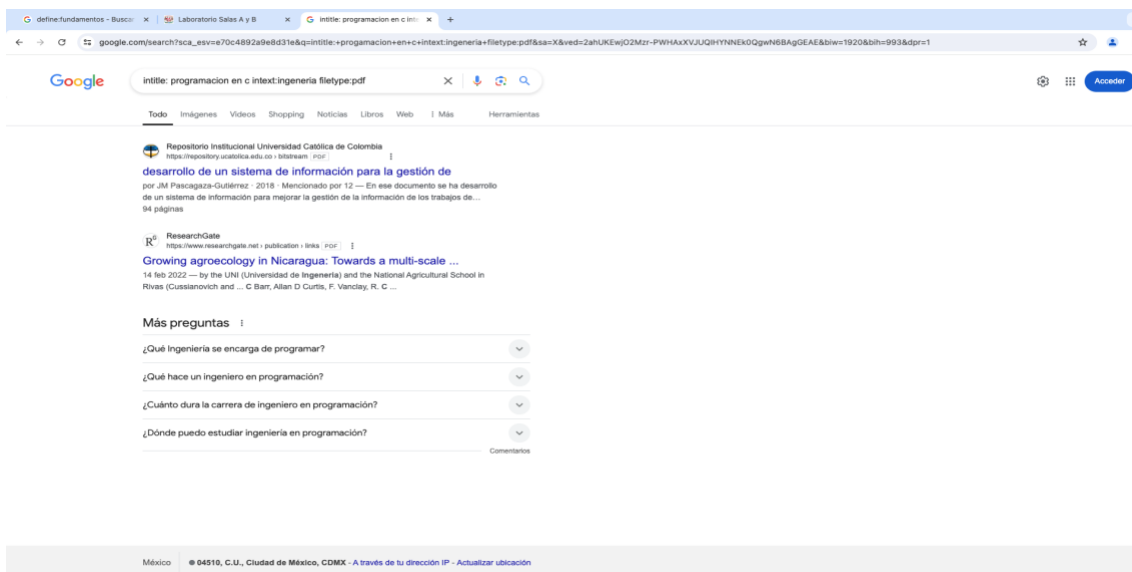 define:fundamentos - Buscar
Laboratorio Salas A y B
intitle: programacion en c inte
google.com/search?sca_esv=e70c4892a9e8d31e&q=intitle:+progamacion+en+c+intext:ingeneria+filetype:pdf&sa=X&ved=2ahUKEwjO2Mzr-PWHAxXVJUQIHYNNEk0QgwN6BAgGEAE&biw=1920&bih=993&dpr=1
Google
intitle: programacion en c intext:ingeneria filetype:pdf
Acceder
Todo Imágenes Videos Shopping Noticias Libros Web Más Herramientas
Repositorio Institucional Universidad Católica de Colombia
https://repository.ucatolica.edu.co › bitstream PDF
desarrollo de un sistema de información para la gestión de
por JM Pascagaza-Gutiérrez · 2018 · Mencionado por 12 — En ese documento se ha desarrollo
de un sistema de información para mejorar la gestión de la información de los trabajos de...
94 páginas
RG
ResearchGate
https://www.researchgate.net › publication › links PDF
Growing agroecology in Nicaragua: Towards a multi-scale ...
14 feb 2022 — by the UNI (Universidad de Ingeneria) and the National Agricultural School in
Rivas (Cussianovich and ... C Barr, Allan D Curtis, F. Vanclay, R. C ...
Más preguntas
¿Qué Ingeniería se encarga de programar?
¿Qué hace un ingeniero en programación?
¿Cuánto dura la carrera de ingeniero en programación?
¿Dónde puedo estudiar ingeniería en programación?
Comentarios
México 04510, C.U., Ciudad de México, CDMX - A través de tu dirección IP - Actualizar ubicación